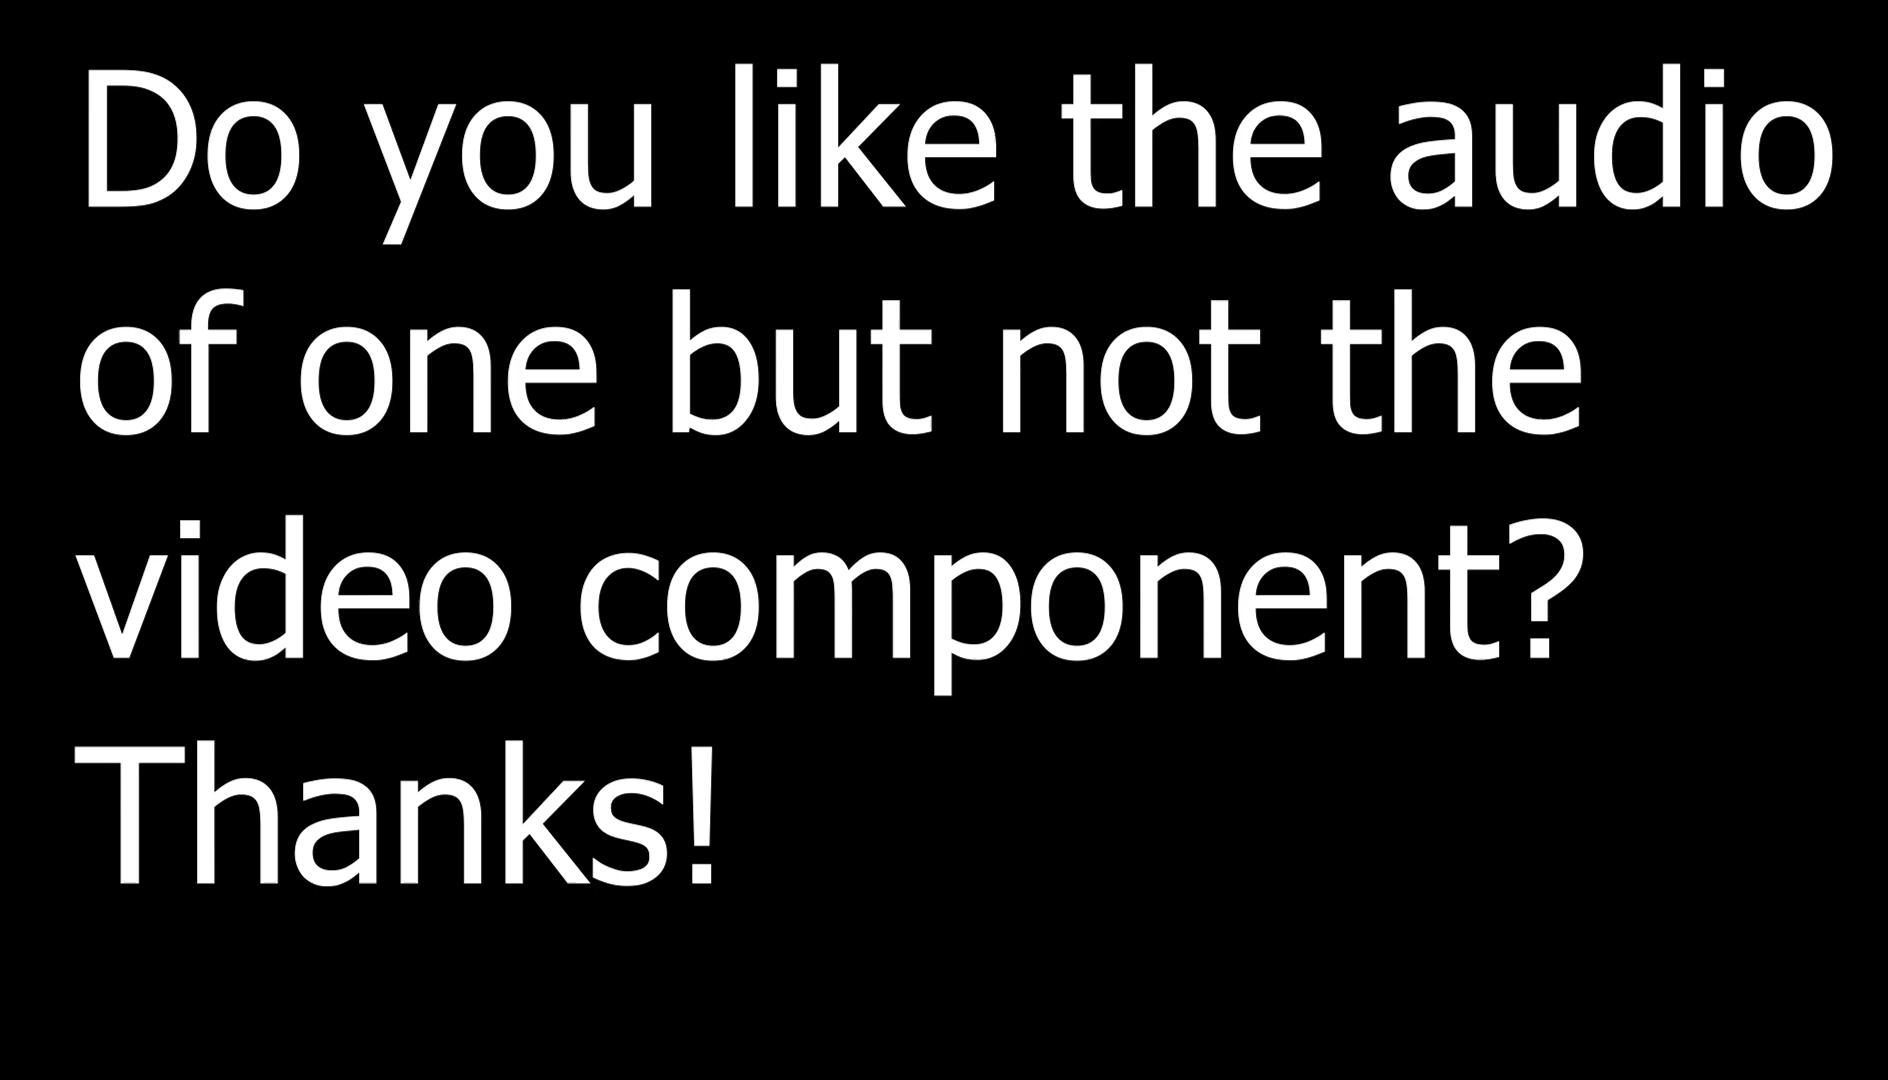 Do you like the audio
of one but not the
video component?
Thanks!